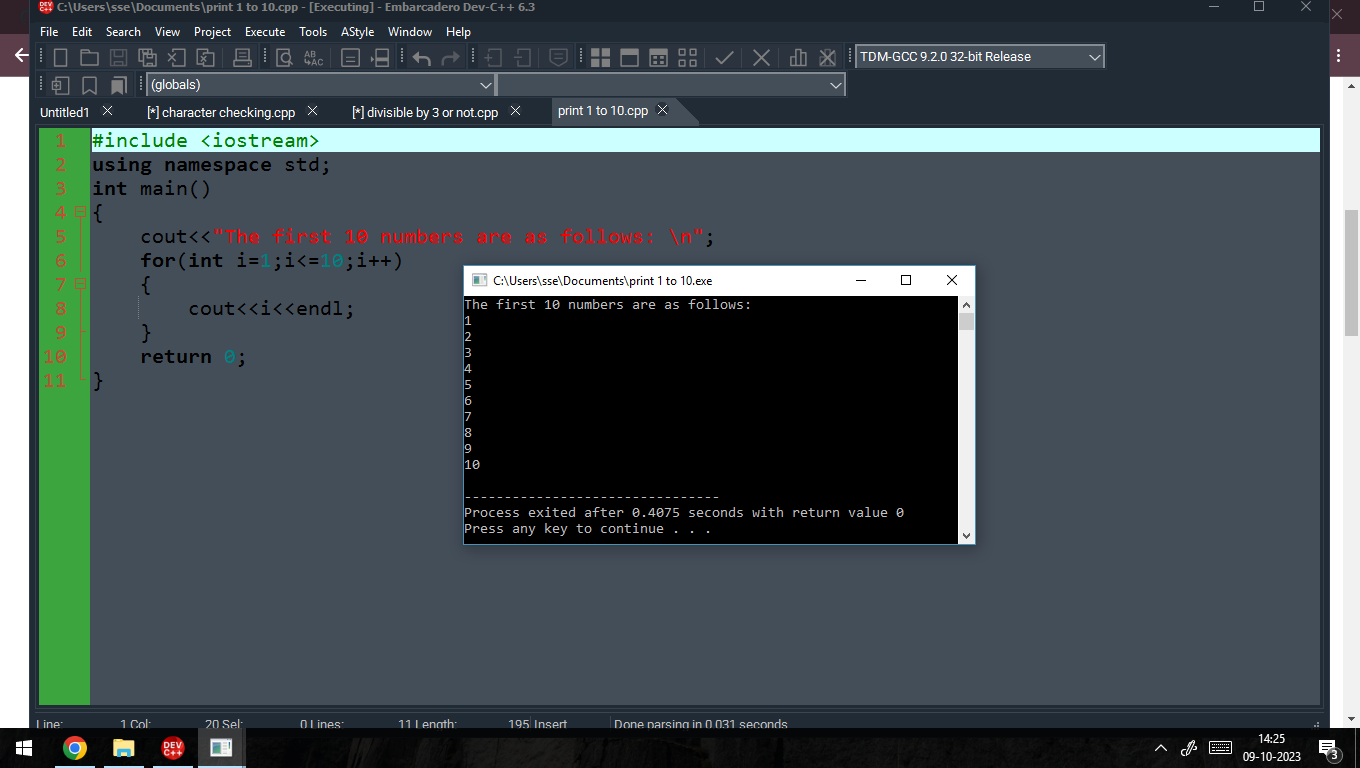 C:\Users\sse\Documents\print 1 to 10.cpp - [Executing] - Embarcadero Dev-C++ 6.3
File Edit Search View Project Execute Tools AStyle Window Help
TDM-GCC 9.2.0 32-bit Release
(globals)
Untitled1 [*] character checking.cpp [*] divisible by 3 or not.cpp print 1 to 10.cpp
1 #include <iostream>
2 using namespace std;
3 int main()
4 {
5 cout<<"The first 10 numbers are as follows: \n";
6 for(int i=1;i<=10;i++)
7 {
8 cout<<i<<endl;
9 }
10 return 0;
11 }
C:\Users\sse\Documents\print 1 to 10.exe
The first 10 numbers are as follows:
1
2
3
4
5
6
7
8
9
10
--------------------------------
Process exited after 0.4075 seconds with return value 0
Press any key to continue . . .
Line: 1 Col: 20 Sel: 0 Lines: 11 Length: 195 Insert Done parsing in 0.031 seconds
DEV C++
14:25
09-10-2023
3